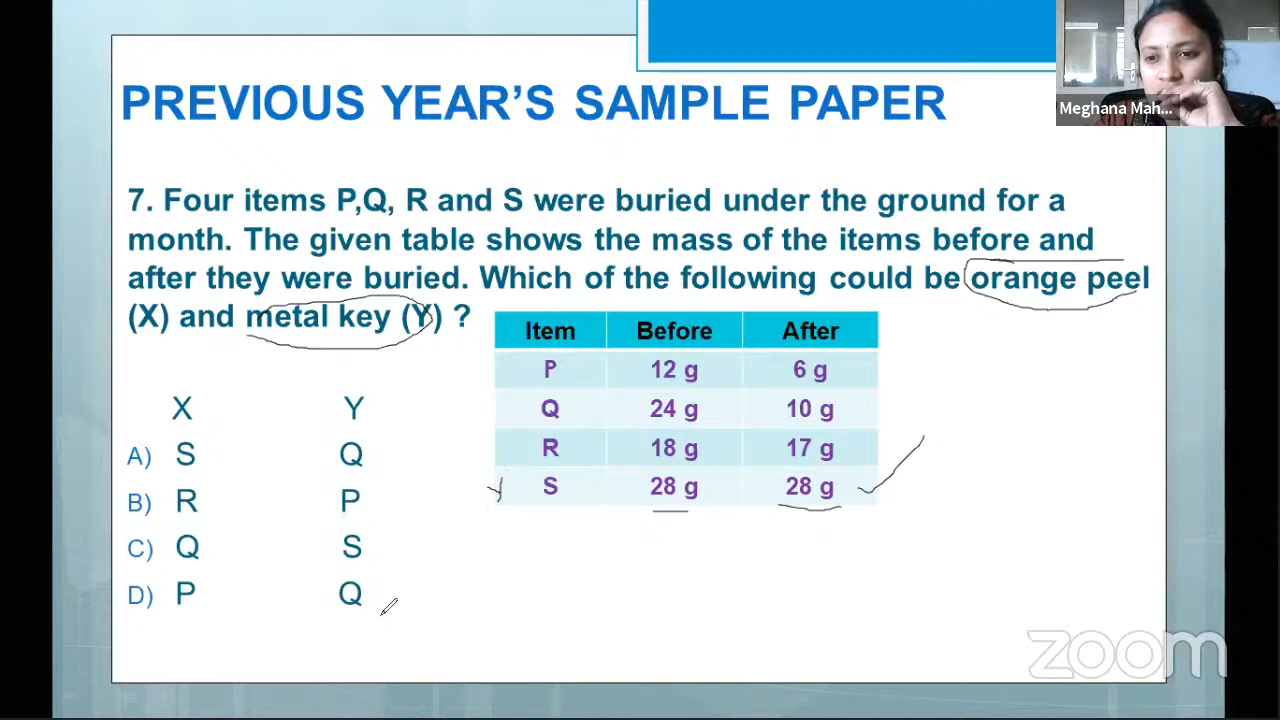 PREVIOUS YEAR'S SAMPLE PAPER
Meghana Mah...
7. Four items P,Q, R and S were buried under the ground for a
month. The given table shows the mass of the items before and
after they were buried. Which of the following could be orange peel
(X) and metal key (Y) ?
Item Before After
P 12 g 6 g
Q 24 g 10 g
R 18 g 17 g
S 28 g 28 g
X Y
A) S Q
B) R P
C) Q S
D) P Q
zoom